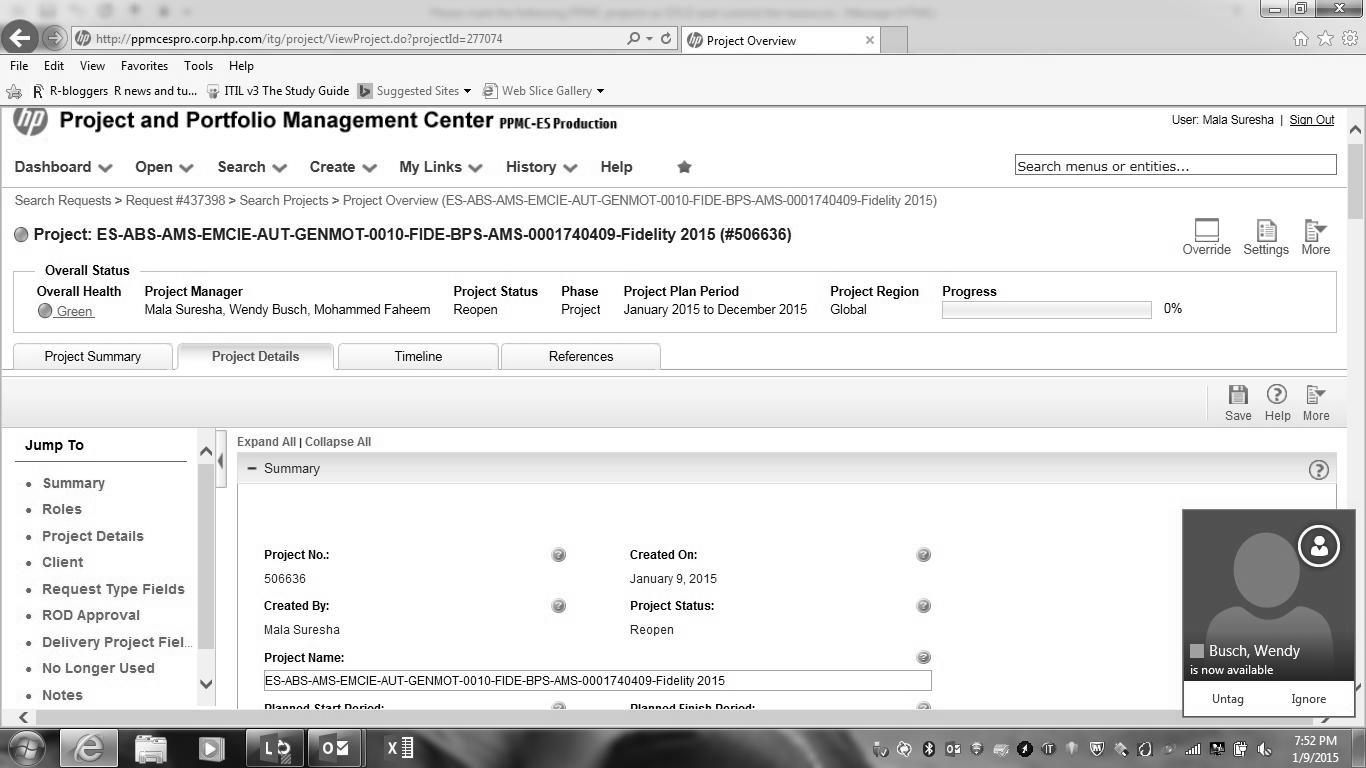 Please mark the following PPMC projects as 
http://ppmcespro.corp.hp.com/itg/project/ViewProject.do?projectId=277074
Project Overview
File Edit View Favorites Tools Help
R-bloggers R news and tu... ITIL v3 The Study Guide Suggested Sites Web Slice Gallery
hp Project and Portfolio Management Center PPMC-ES Production
User: Mala Suresha | Sign Out
Dashboard Open Search Create My Links History Help
Search menus or entities...
Search Requests > Request #437398 > Search Projects > Project Overview (ES-ABS-AMS-EMCIE-AUT-GENMOT-0010-FIDE-BPS-AMS-0001740409-Fidelity 2015)
Project: ES-ABS-AMS-EMCIE-AUT-GENMOT-0010-FIDE-BPS-AMS-0001740409-Fidelity 2015 (#506636)
Override Settings More
Overall Status
Overall Health Project Manager Project Status Phase Project Plan Period Project Region Progress
Green Mala Suresha, Wendy Busch, Mohammed Faheem Reopen Project January 2015 to December 2015 Global 0%
Project Summary Project Details Timeline References
Save Help More
Jump To
Summary
Roles
Project Details
Client
Request Type Fields
ROD Approval
Delivery Project Fiel...
No Longer Used
Notes
Expand All | Collapse All
Summary
Project No.: Created On:
506636 January 9, 2015
Created By: Project Status:
Mala Suresha Reopen
Project Name:
ES-ABS-AMS-EMCIE-AUT-GENMOT-0010-FIDE-BPS-AMS-0001740409-Fidelity 2015
Planned Start Period: Planned Finish Period:
Busch, Wendy
is now available
Untag Ignore
7:52 PM
1/9/2015